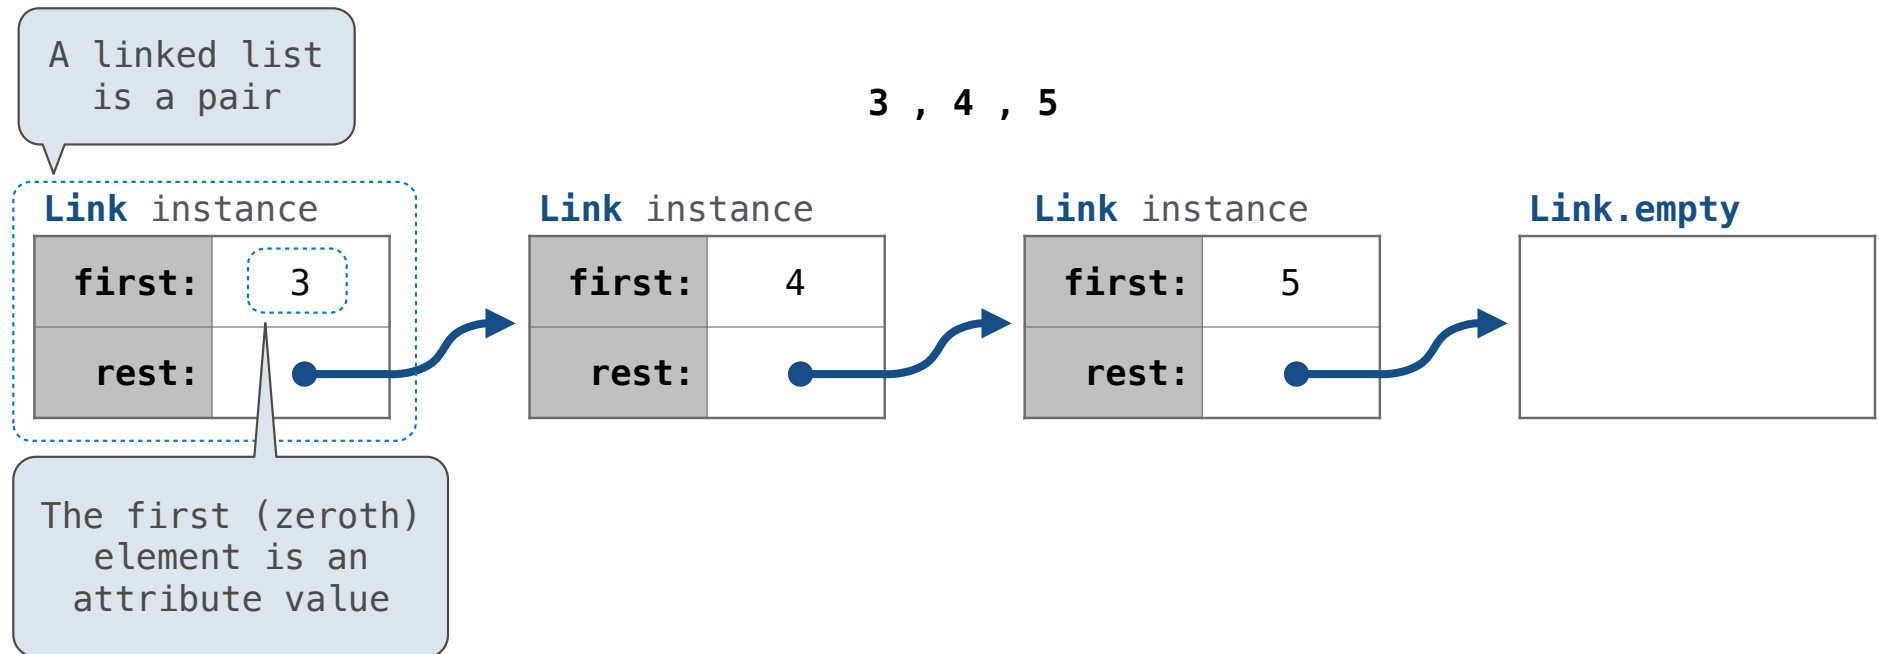 A linked list
is a pair
3 , 4 , 5
Link instance
first: 3
rest:
Link instance
first: 4
rest:
Link instance
first: 5
rest:
Link.empty
The first (zeroth)
element is an
attribute value